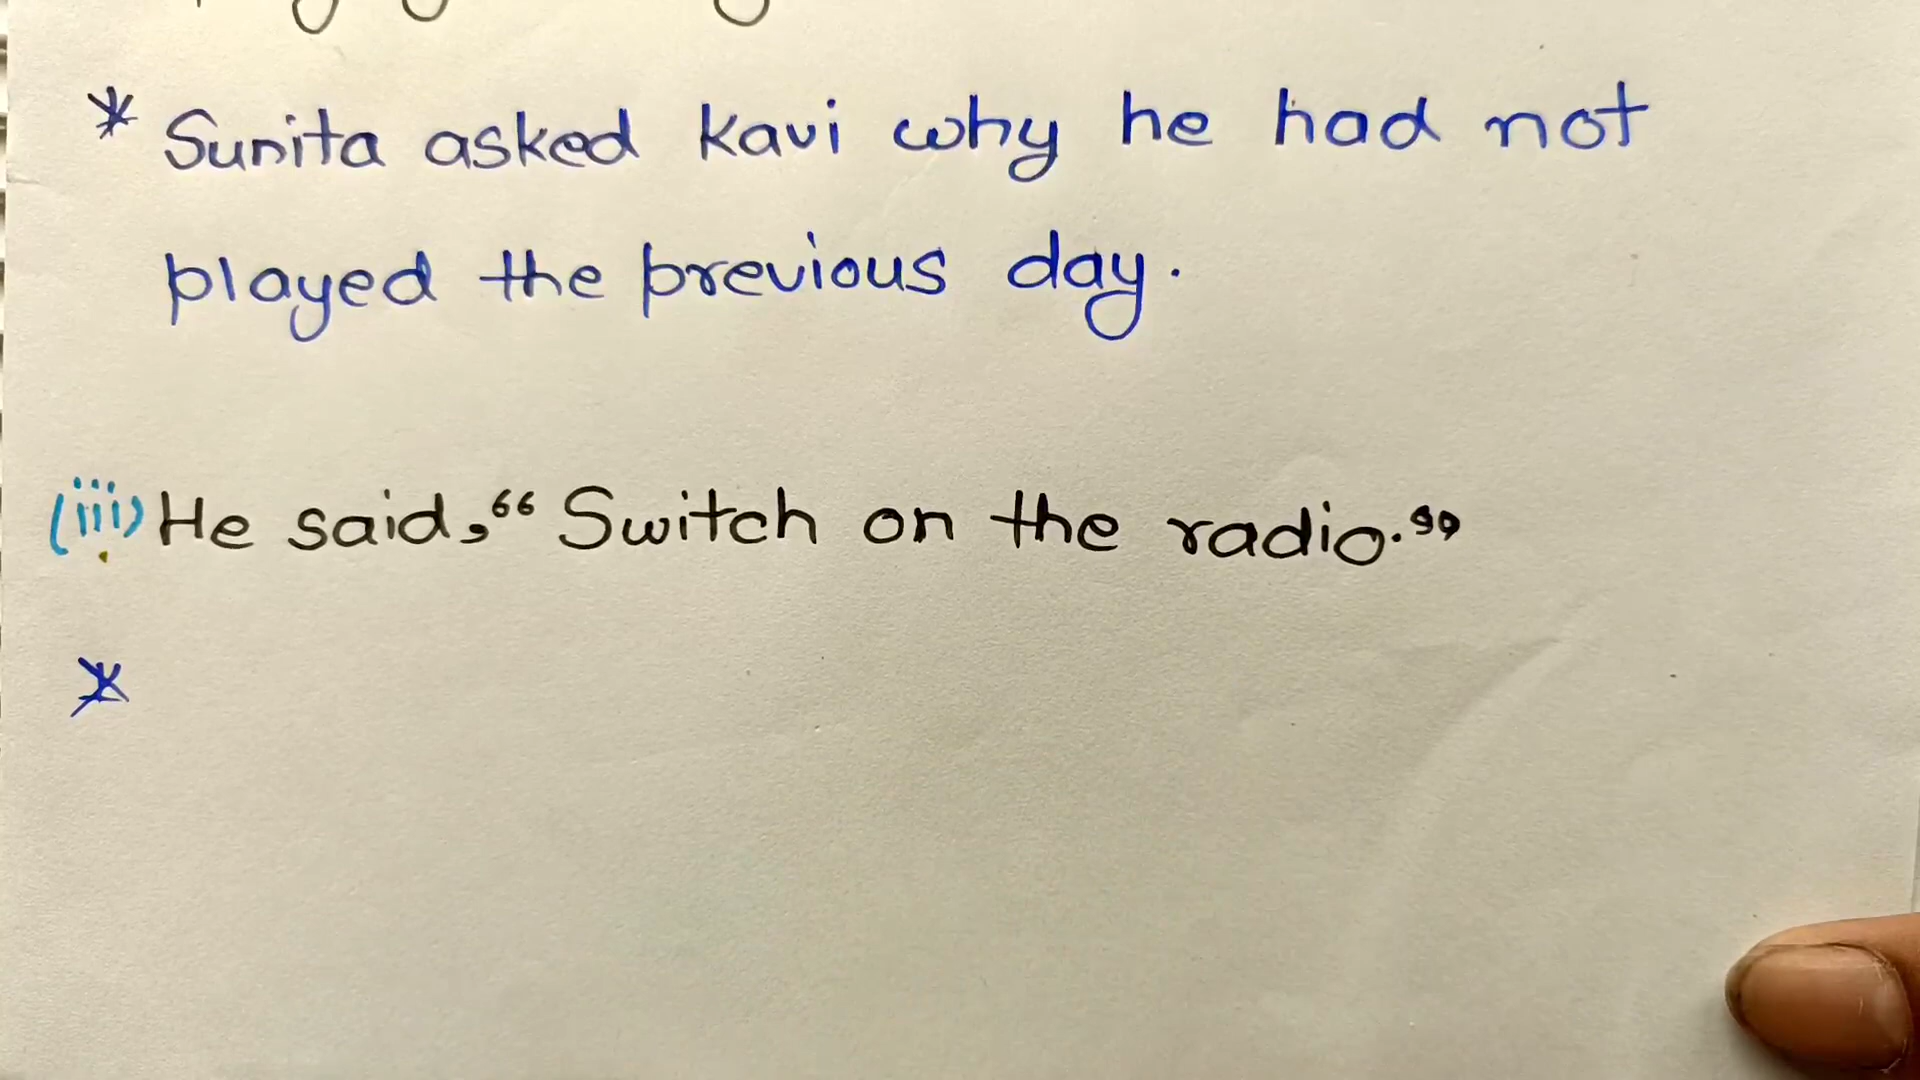 * Sunita asked Kavi why he had not
played the previous day.
(iii) He said, “Switch on the radio.”
*